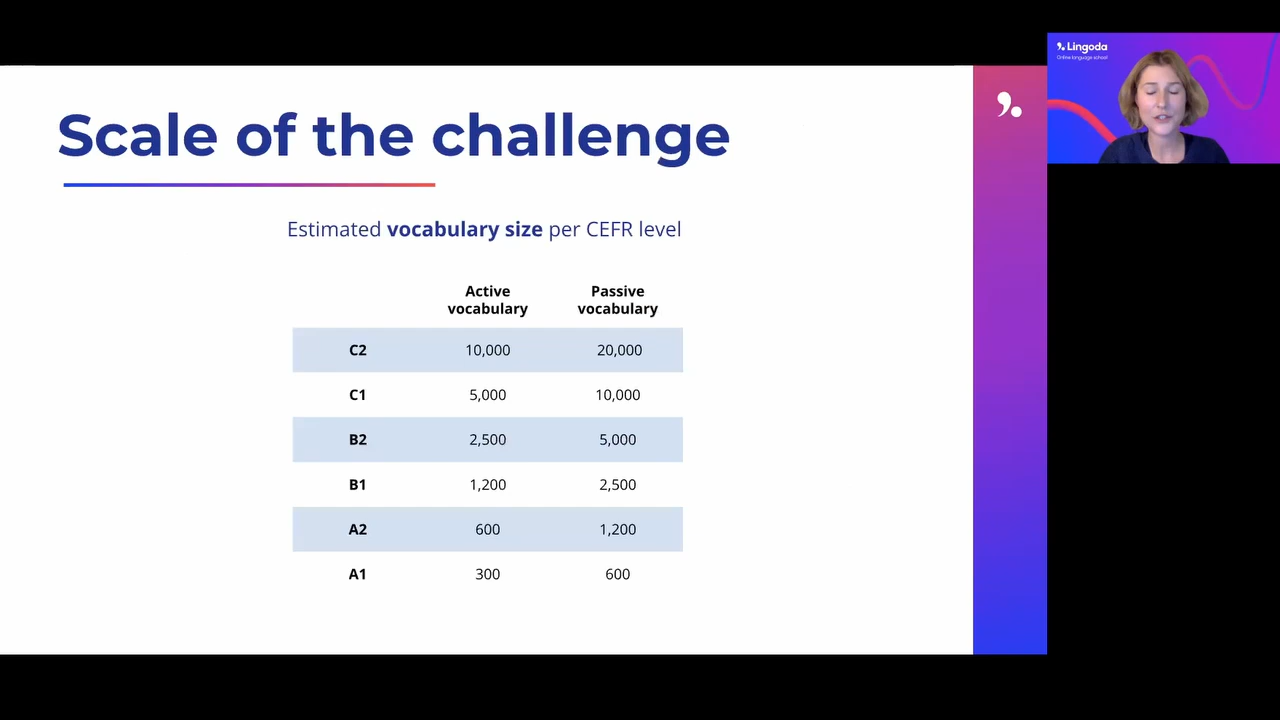 Scale of the challenge
Estimated vocabulary size per CEFR level
Active vocabulary Passive vocabulary
C2 10,000 20,000
C1 5,000 10,000
B2 2,500 5,000
B1 1,200 2,500
A2 600 1,200
A1 300 600
Lingoda
Online language school